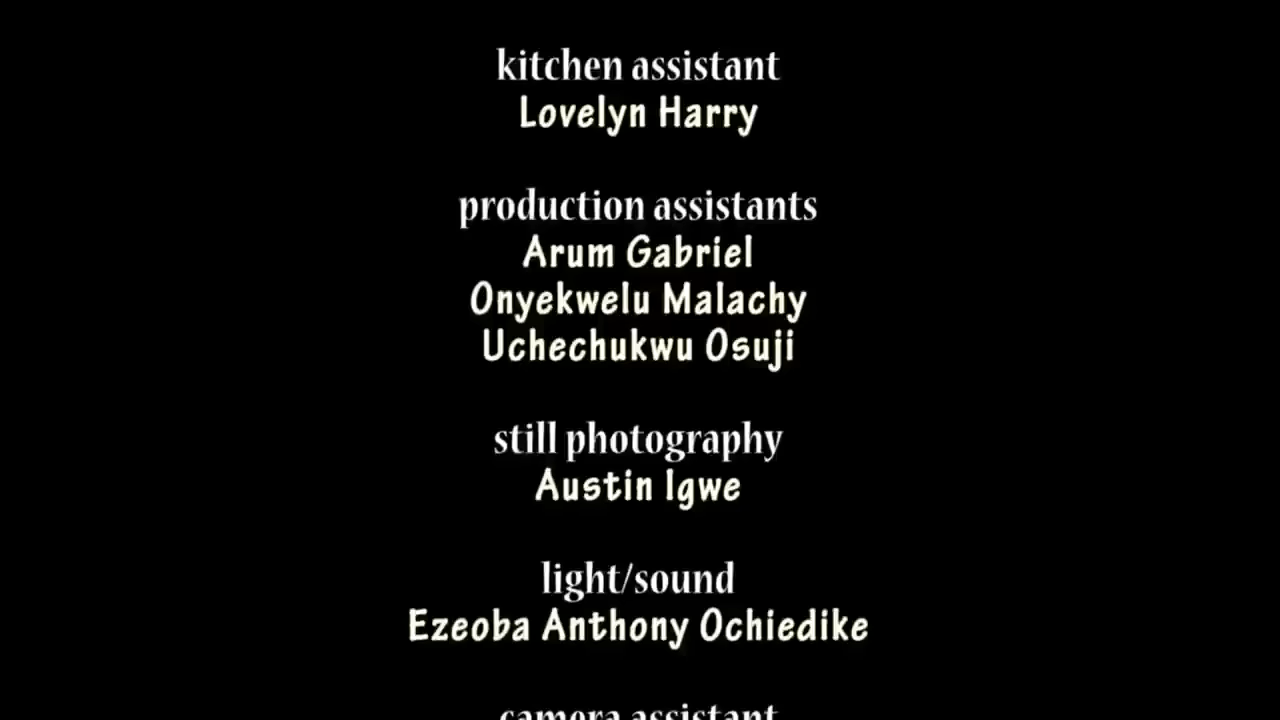 kitchen assistant
Lovelyn Harry
production assistants
Arum Gabriel
Onyekwelu Malachy
Uchechukwu Osuji
still photography
Austin Igwe
light/sound
Ezeoba Anthony Ochiedike
camera assistant